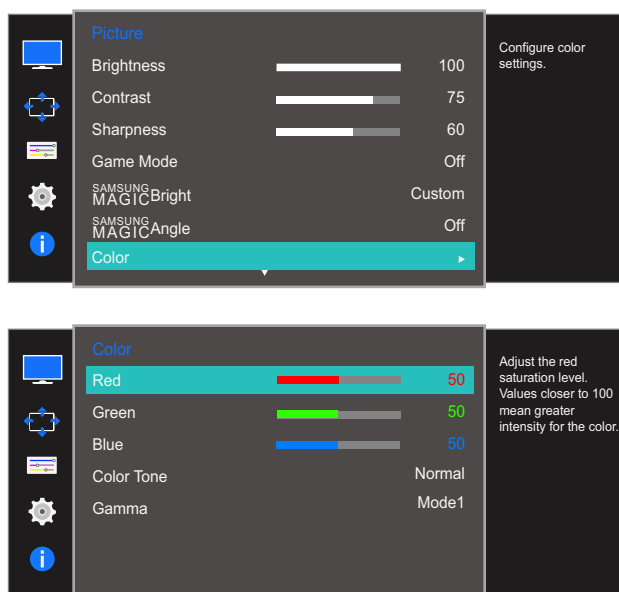 Picture
Brightness 100
Contrast 75
Sharpness 60
Game Mode Off
SAMSUNG
MAGICBright Custom
SAMSUNG
MAGICAngle Off
Color
Configure color
settings.
Color
Red 50
Green 50
Blue 50
Color Tone Normal
Gamma Mode1
Adjust the red
saturation level.
Values closer to 100
mean greater
intensity for the color.